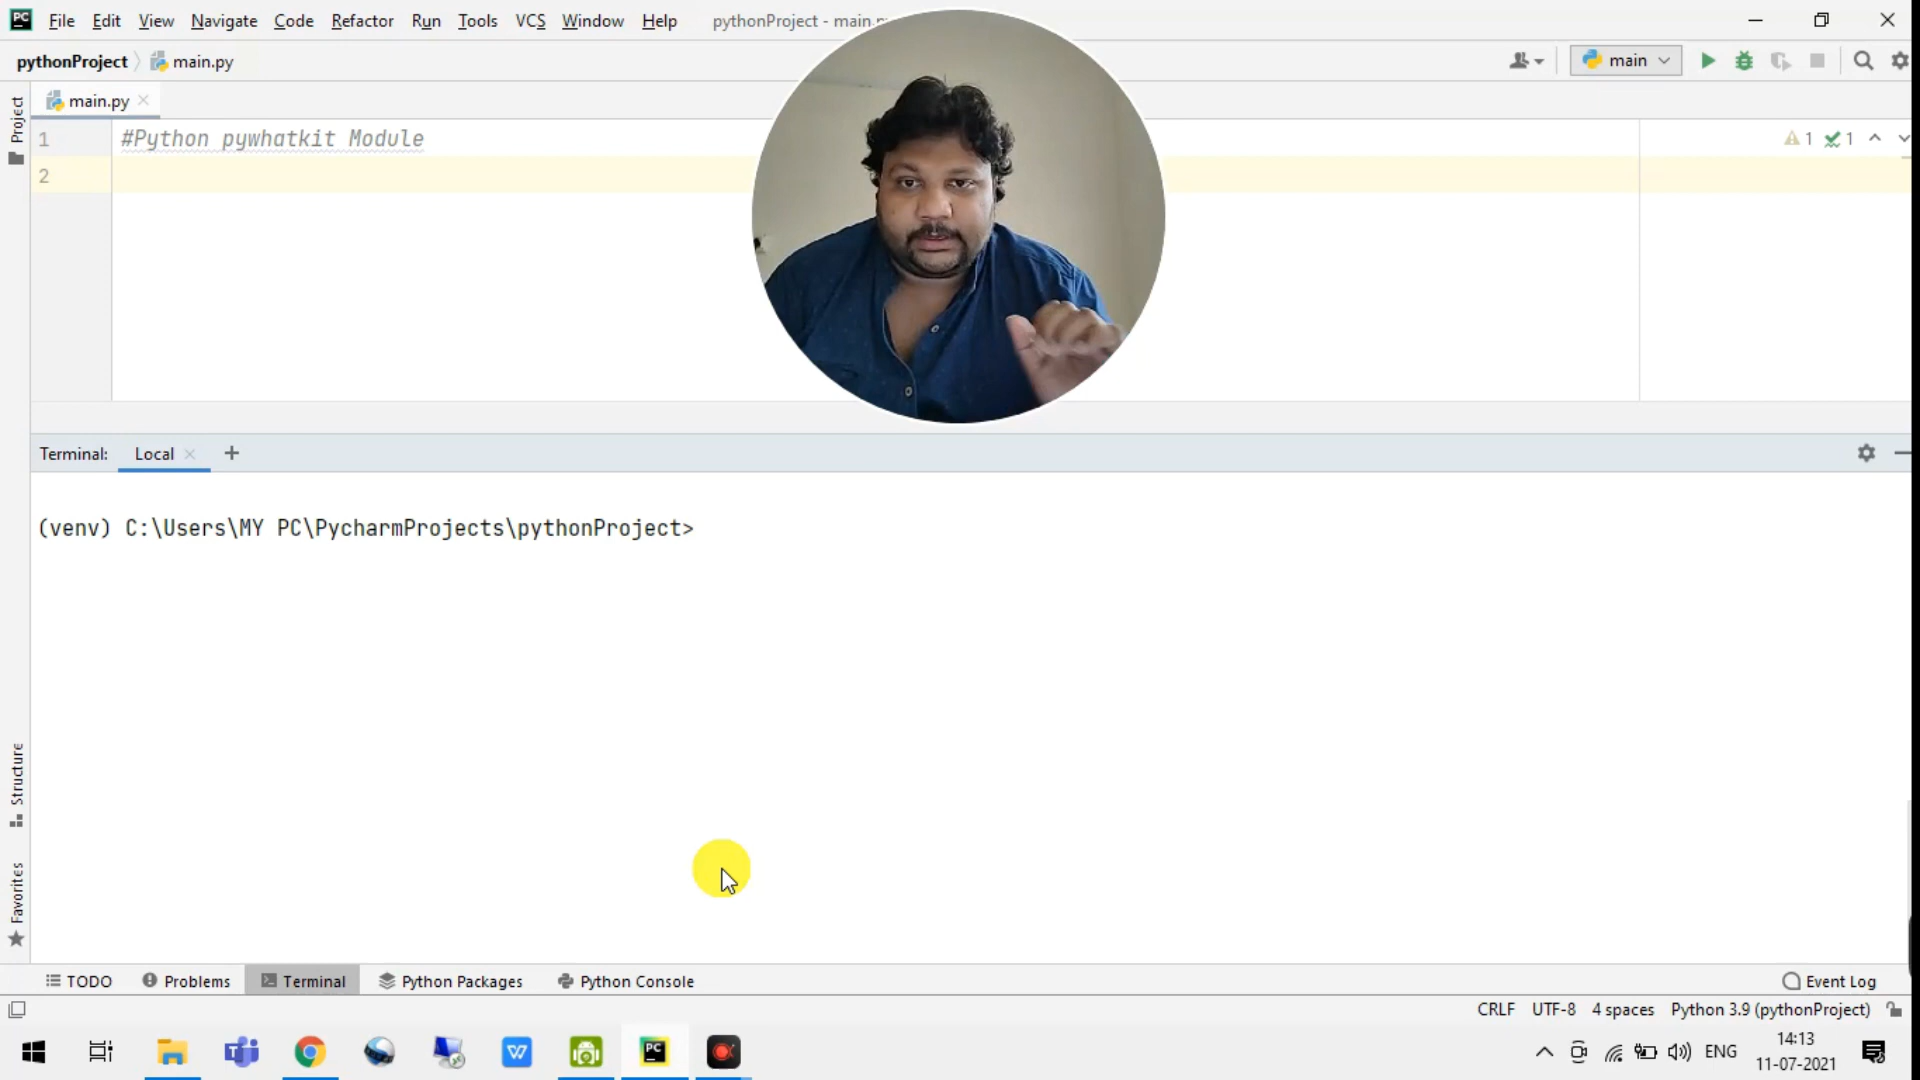 PC File Edit View Navigate Code Refactor Run Tools VCS Window Help pythonProject - main.
pythonProject main.py main
main.py
Project
1 #Python pywhatkit Module 1 1
2
Terminal: Local +
(venv) C:\Users\MY PC\PycharmProjects\pythonProject>
Structure
Favorites
TODO Problems Terminal Python Packages Python Console Event Log
CRLF UTF-8 4 spaces Python 3.9 (pythonProject)
W PC ENG 14:13
11-07-2021